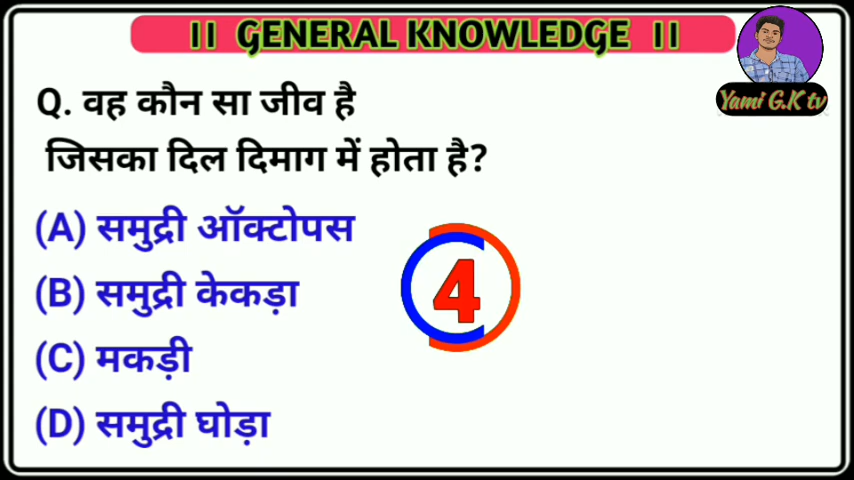 II GENERAL KNOWLEDGE II
Yami G.K tv
Q. वह कौन सा जीव है
जिसका दिल दिमाग में होता है?
(A) समुद्री ऑक्टोपस
(B) समुद्री केकड़ा
4
(C) मकड़ी
(D) समुद्री घोड़ा